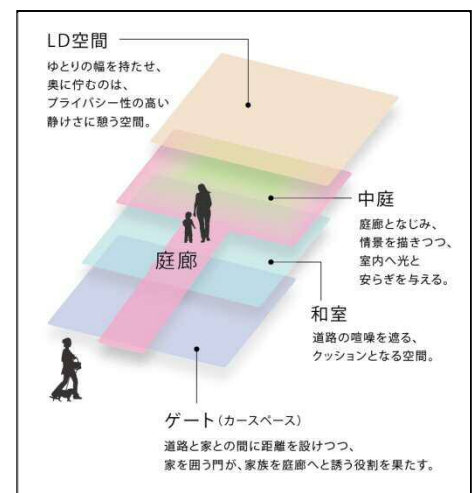 LD空間
ゆとりの幅を持たせ、
奥に佇むのは、
プライバシー性の高い
静けさに憩う空間。
中庭
庭廊となじみ、
情景を描きつつ、
室内へ光と
安らぎを与える。
庭廊
和室
道路の喧噪を遮る、
クッションとなる空間。
ゲート(カースペース)
道路と家との間に距離を設けつつ、
家を囲う門が、家族を庭廊へと誘う役割を果たす。